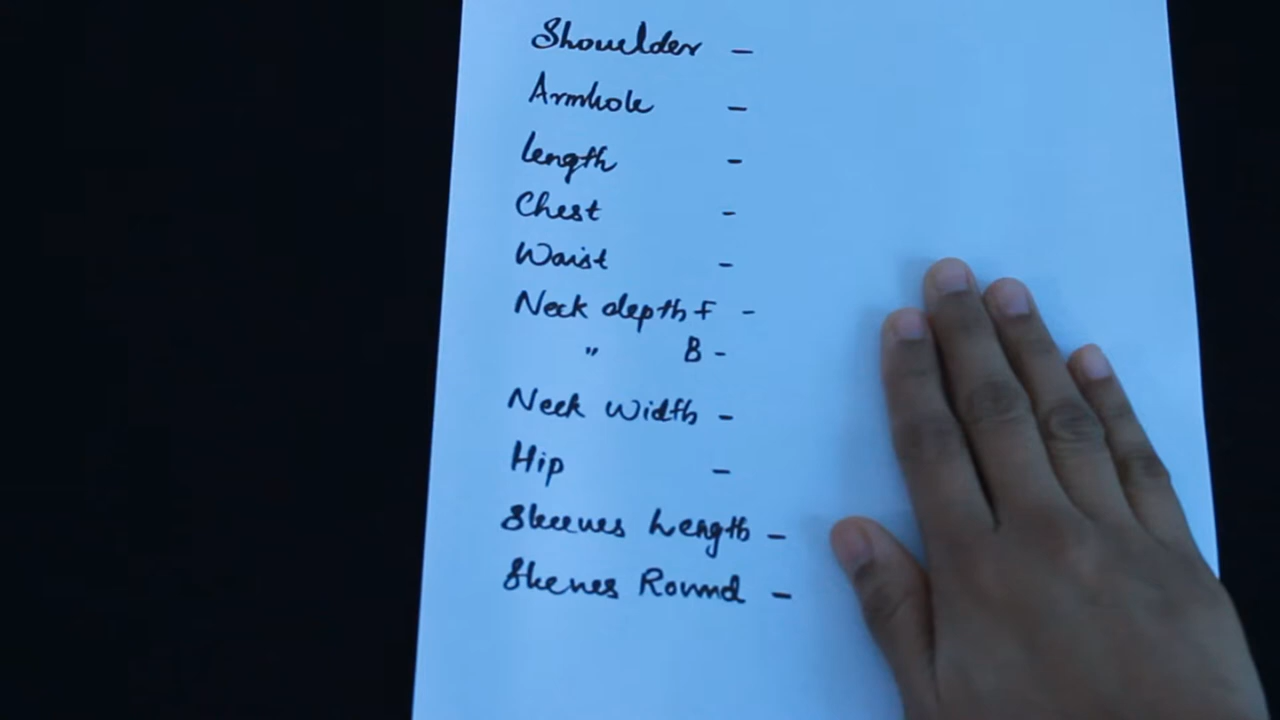 Shoulder -
Armhole -
Length -
Chest -
Waist -
Neck depth F -
" B -
Neck Width -
Hip -
Sleeves Length -
Sleeves Round -